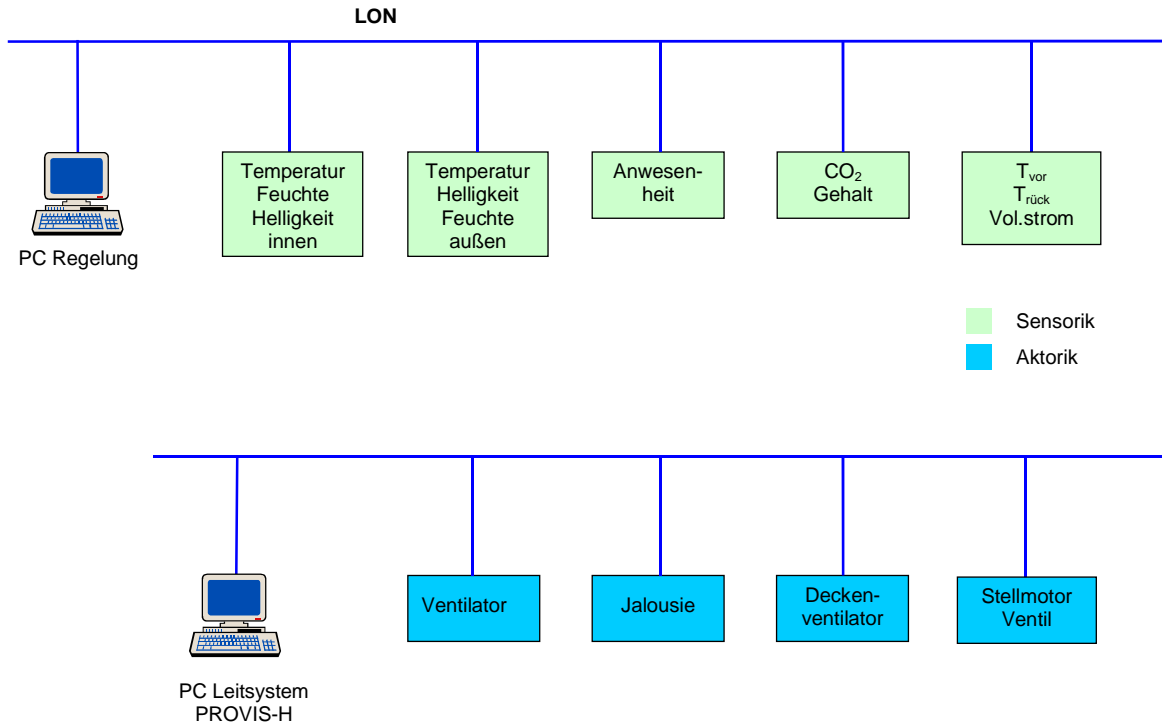 LON
PC Regelung
Temperatur
Feuchte
Helligkeit
innen
Temperatur
Helligkeit
Feuchte
außen
Anwesen-
heit
CO₂
Gehalt
Tvor
Trück
Vol.strom
Sensorik
Aktorik
PC Leitsystem
PROVIS-H
Ventilator
Jalousie
Decken-
ventilator
Stellmotor
Ventil